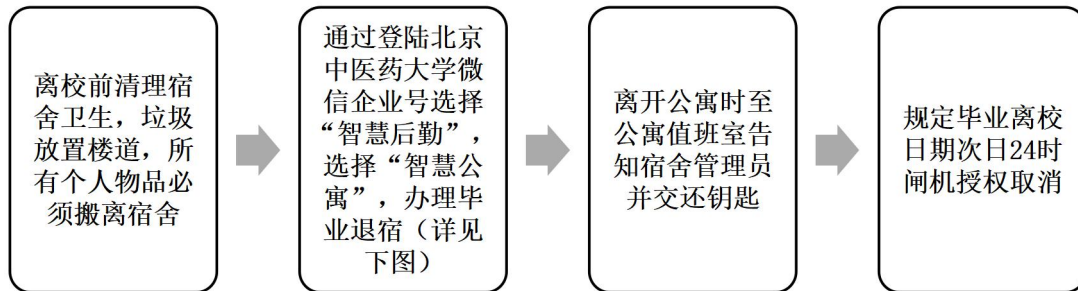 离校前清理宿
舍卫生，垃圾
放置楼道，所
有个人物品必
须搬离宿舍
通过登陆北京
中医药大学微
信企业号选择
“智慧后勤”，
选择“智慧公
寓”，办理毕
业退宿（详见
下图）
离开公寓时至
公寓值班室告
知宿舍管理员
并交还钥匙
规定毕业离校
日期次日24时
闸机授权取消